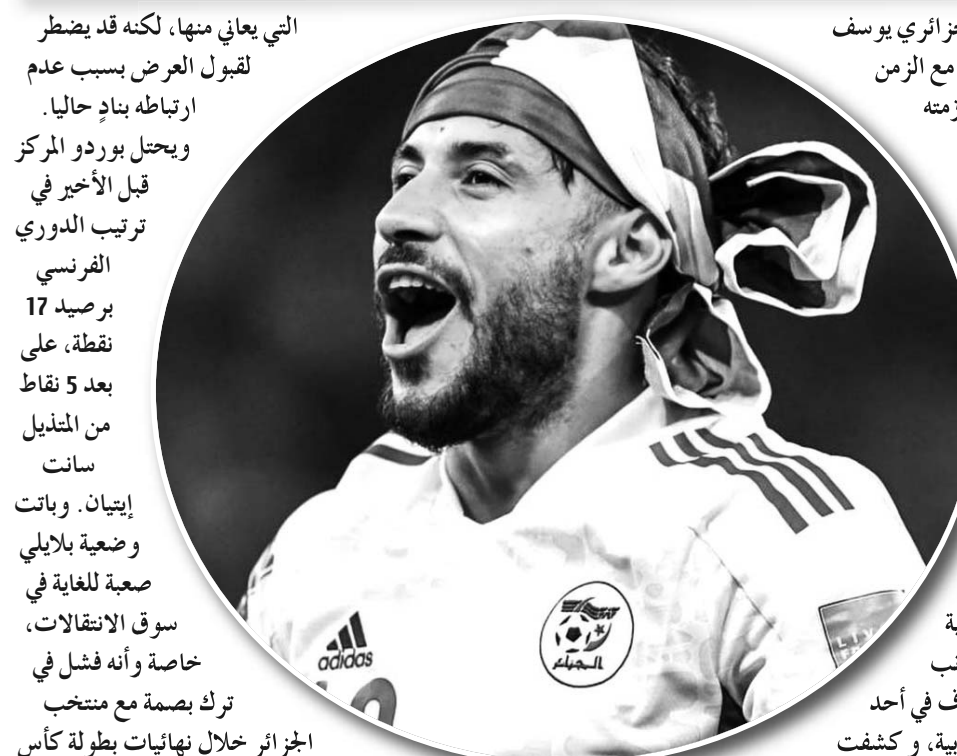 يوسف
مع الزمن
في أحد
وكشفت
التي يعاني منها، لكنه قد يضطر
لقبول العرض بسبب عدم
ارتباطه بنادٍ حاليا.
ويحتل بوردو المركز
قبل الأخير في
ترتيب الدوري
الفرنسي
برصيد 17
نقطة، على
بعد 5 نقاط
من المتذيل
سانت
إيتيان. وباتت
وضعية بلايلي
صعبة للغاية في
سوق الانتقالات،
خاصة وأنه فشل في
ترك بصمة مع منتخب
الجزائر خلال نهائيات بطولة كأس
adidas
الجزائر